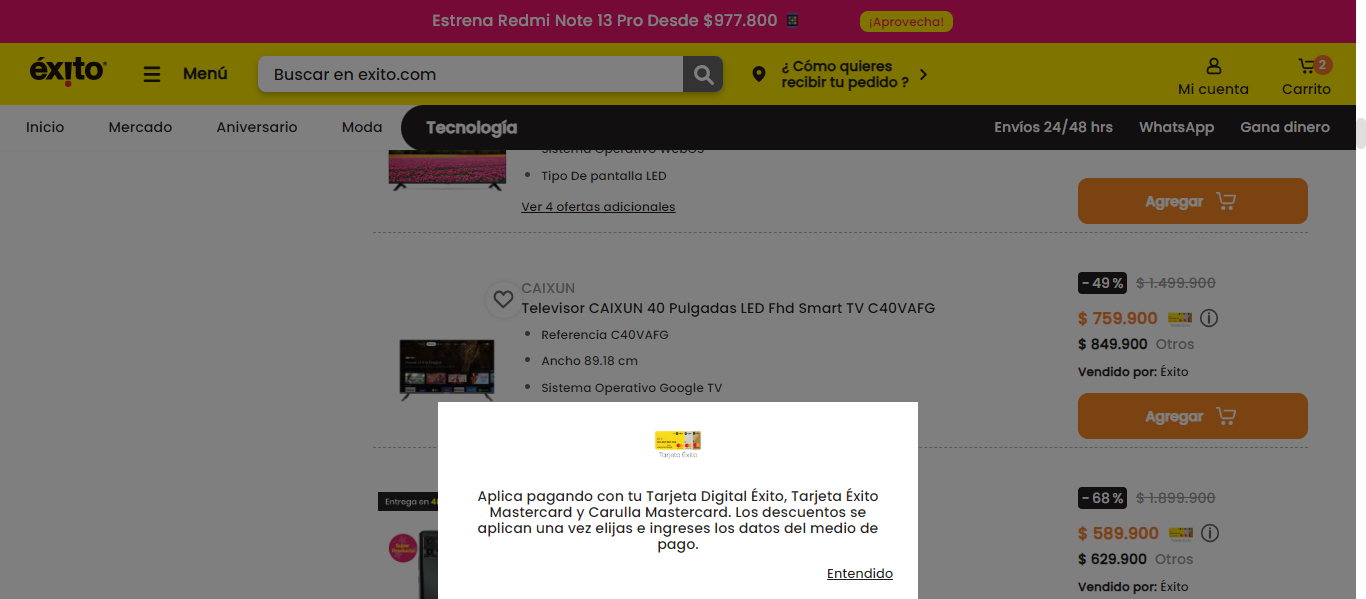 Estrena Redmi Note 13 Pro Desde $977.800
¡Aprovecha!
éxito
Menú
Buscar en exito.com
¿ Cómo quieres
recibir tu pedido ?
Mi cuenta
2
Carrito
Inicio
Mercado
Aniversario
Moda
Tecnología
Envíos 24/48 hrs
WhatsApp
Gana dinero
Sistema Operativo WebOS
Tipo De pantalla LED
Ver 4 ofertas adicionales
Agregar
CAIXUN
Televisor CAIXUN 40 Pulgadas LED Fhd Smart TV C40VAFG
Referencia C40VAFG
Ancho 89.18 cm
Sistema Operativo Google TV
- 49 % $ 1.499.900
$ 759.900
$ 849.900 Otros
Vendido por: Éxito
Agregar
Tarjeta Éxito
Aplica pagando con tu Tarjeta Digital Éxito, Tarjeta Éxito
Mastercard y Carulla Mastercard. Los descuentos se
aplican una vez elijas e ingreses los datos del medio de
pago.
Entendido
Entrega en
- 68 % $ 1.899.900
$ 589.900
$ 629.900 Otros
Vendido por: Éxito